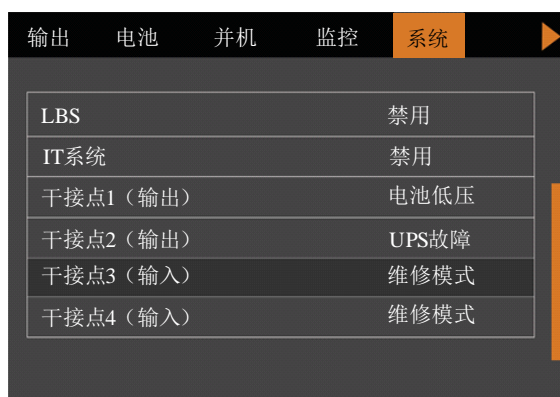 输出 电池 并机 监控 系统
LBS 禁用
IT系统 禁用
干接点1（输出） 电池低压
干接点2（输出） UPS故障
干接点3（输入） 维修模式
干接点4（输入） 维修模式